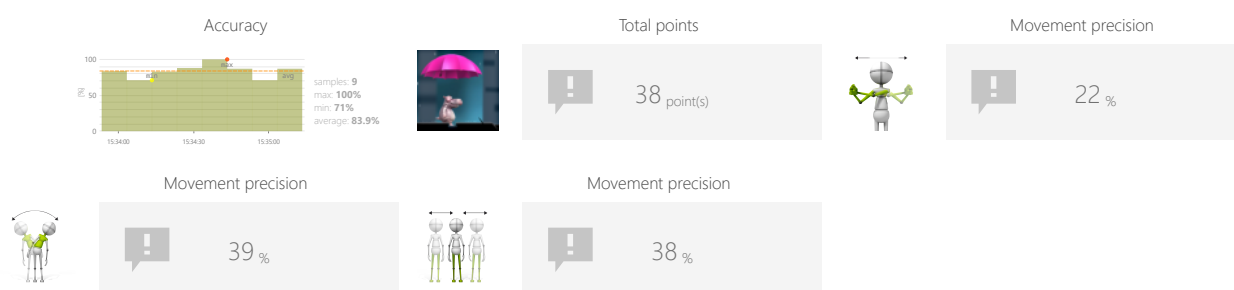 Accuracy
Total points
Movement precision
100
50
0
[%]
min
max
avg
15:34:00
15:34:30
15:35:00
samples: 9
max: 100%
min: 71%
average: 83.9%
38 point(s)
22 %
Movement precision
Movement precision
39 %
38 %